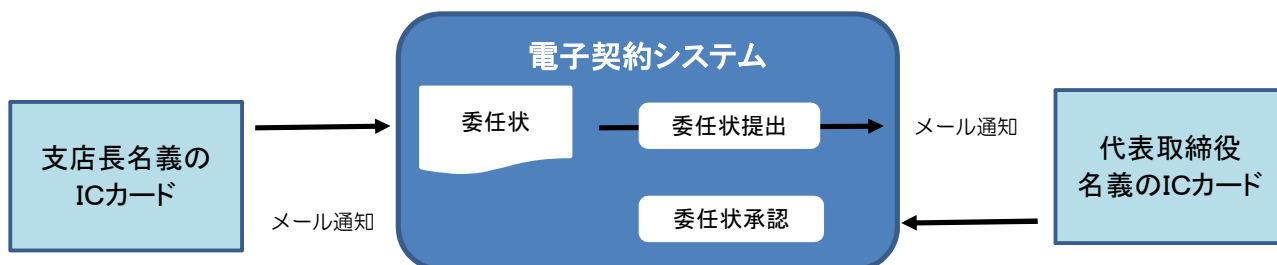 電子契約システム
支店長名義の
ICカード
委任状
委任状提出
メール通知
代表取締役
名義のICカード
メール通知
委任状承認